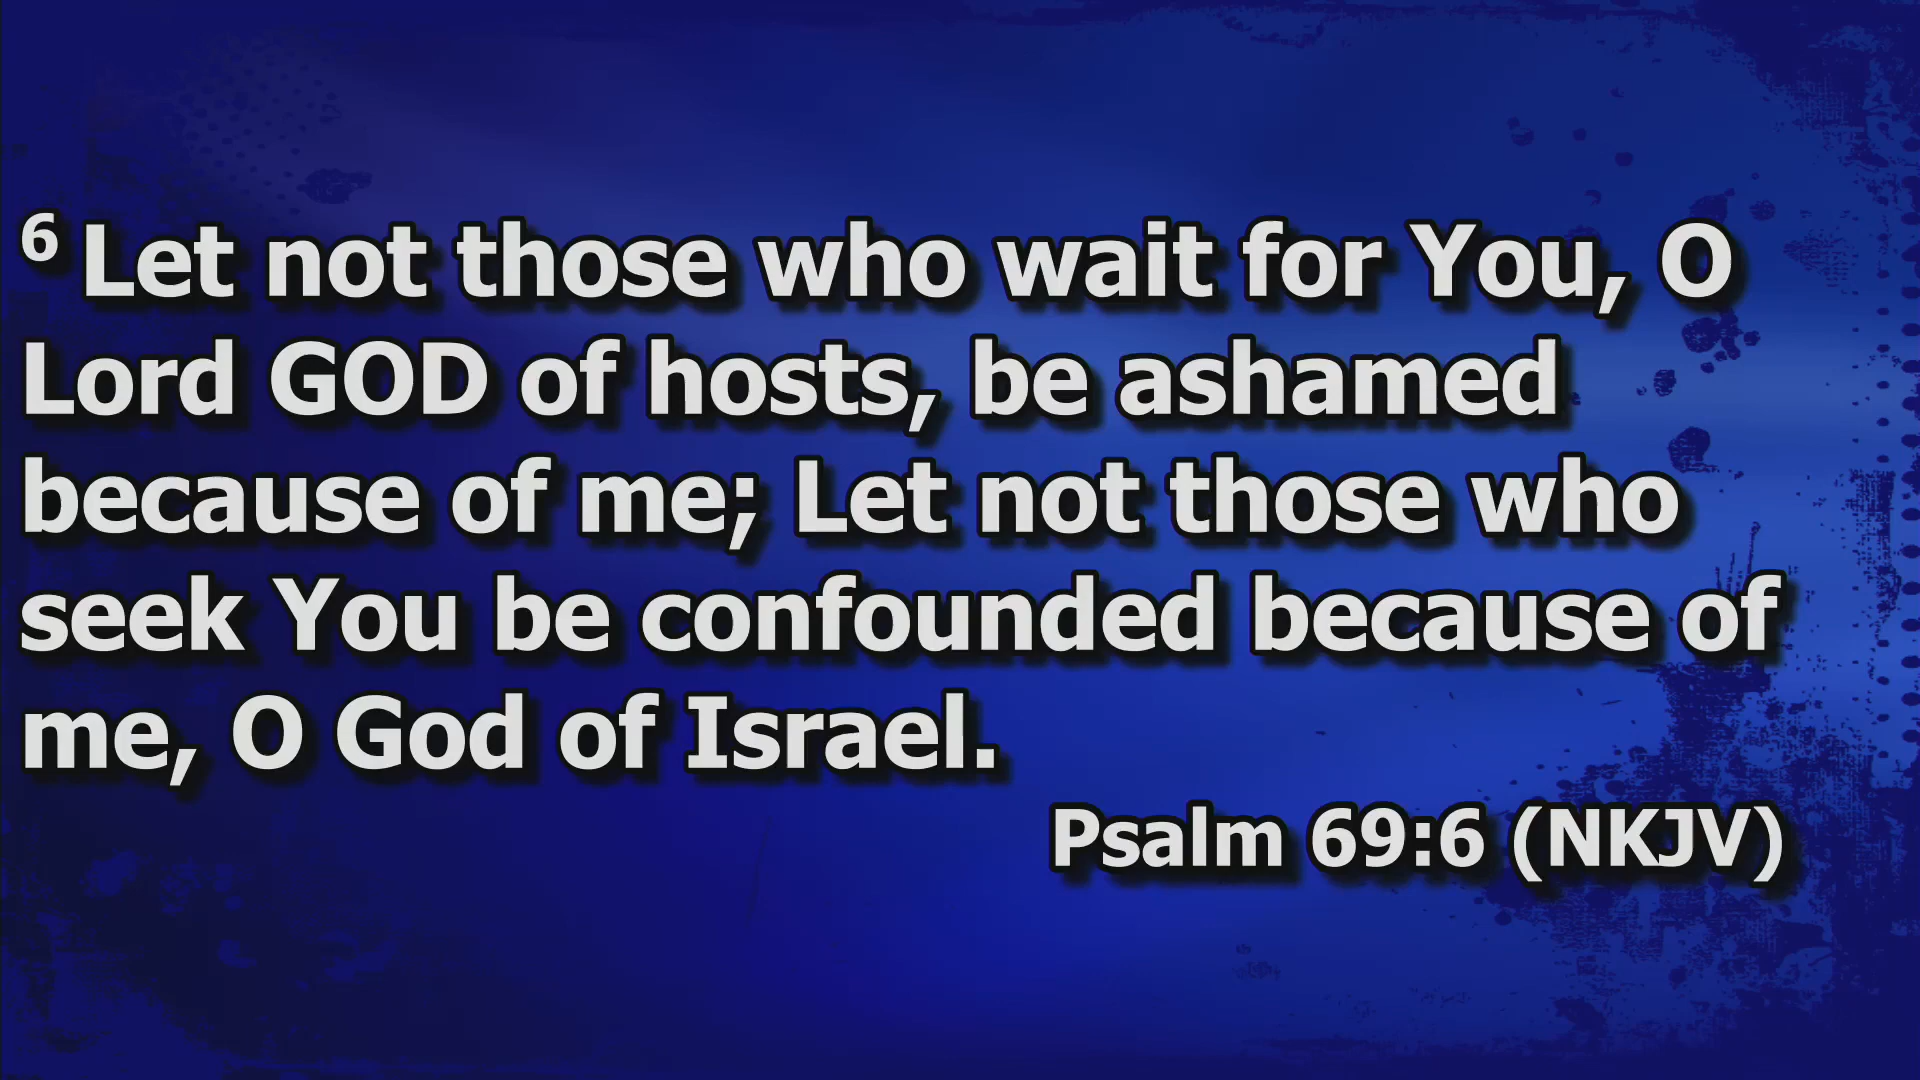 6 Let not those who wait for You, O
Lord GOD of hosts, be ashamed
because of me; Let not those who
seek You be confounded because of
me, O God of Israel.
Psalm 69:6 (NKJV)